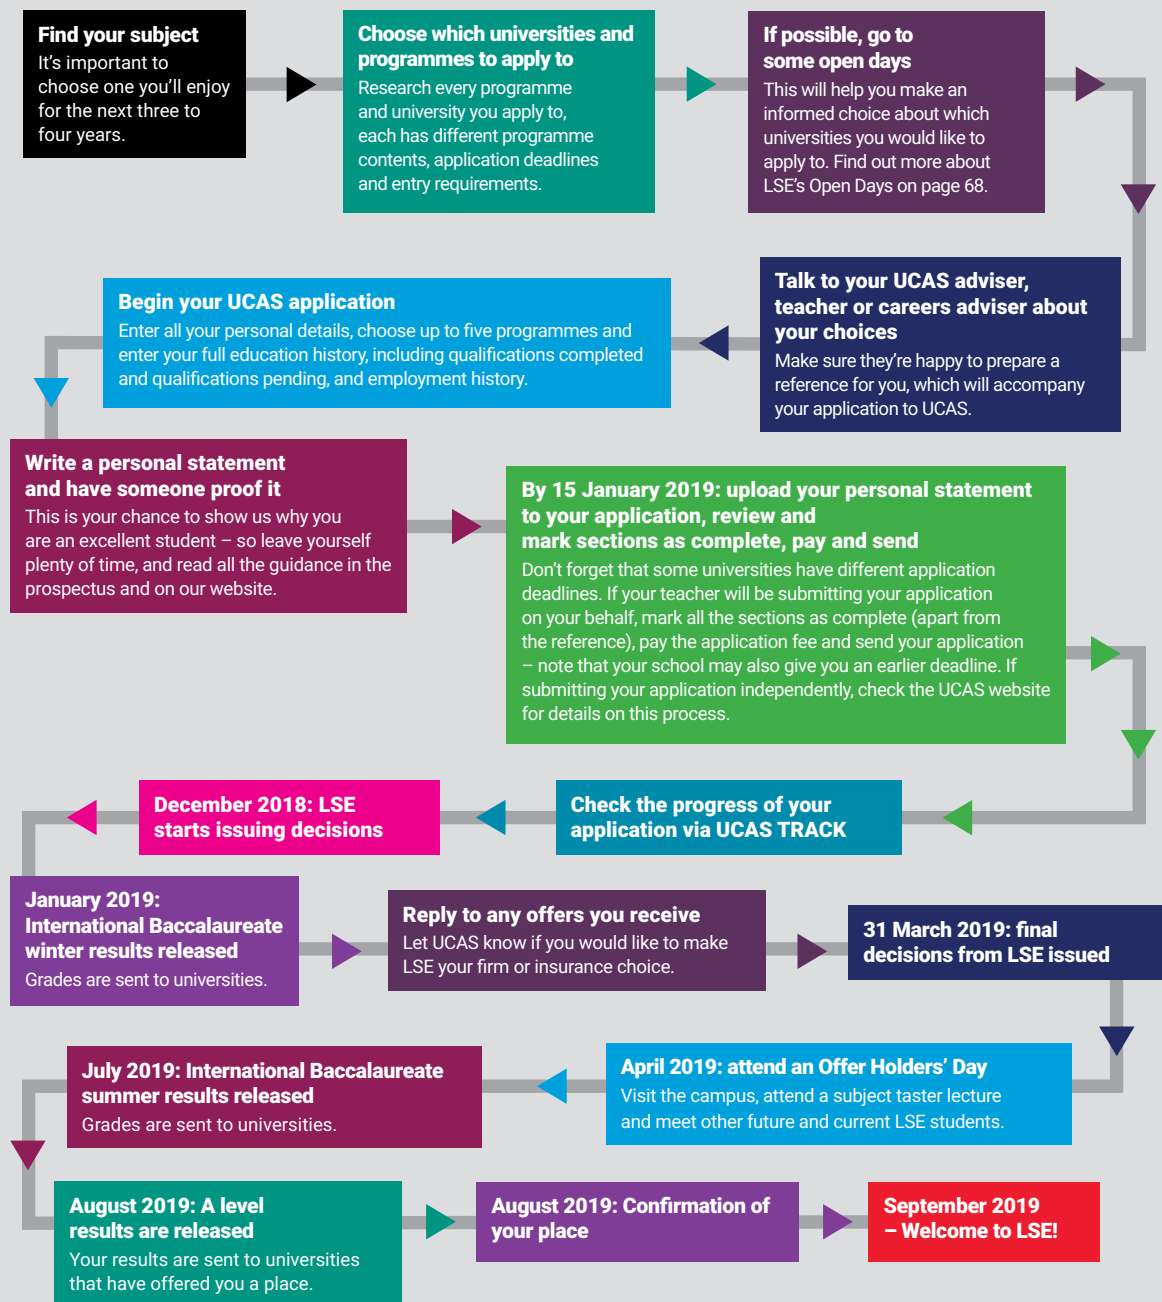 Find your subject
It's important to
choose one you'll enjoy
for the next three to
four years.
Choose which universities and
programmes to apply to
Research every programme
and university you apply to,
each has different programme
contents, application deadlines
and entry requirements.
If possible, go to
some open days
This will help you make an
informed choice about which
universities you would like to
apply to. Find out more about
LSE's Open Days on page 68.
Talk to your UCAS adviser,
teacher or careers adviser about
your choices
Make sure they're happy to prepare a
reference for you, which will accompany
your application to UCAS.
Begin your UCAS application
Enter all your personal details, choose up to five programmes and
enter your full education history, including qualifications completed
and qualifications pending, and employment history.
Write a personal statement
and have someone proof it
This is your chance to show us why you
are an excellent student – so leave yourself
plenty of time, and read all the guidance in the
prospectus and on our website.
By 15 January 2019: upload your personal statement
to your application, review and
mark sections as complete, pay and send
Don't forget that some universities have different application
deadlines. If your teacher will be submitting your application
on your behalf, mark all the sections as complete (apart from
the reference), pay the application fee and send your application
– note that your school may also give you an earlier deadline. If
submitting your application independently, check the UCAS website
for details on this process.
Check the progress of your
application via UCAS TRACK
December 2018: LSE
starts issuing decisions
January 2019:
International Baccalaureate
winter results released
Grades are sent to universities.
Reply to any offers you receive
Let UCAS know if you would like to make
LSE your firm or insurance choice.
31 March 2019: final
decisions from LSE issued
April 2019: attend an Offer Holders' Day
Visit the campus, attend a subject taster lecture
and meet other future and current LSE students.
July 2019: International Baccalaureate
summer results released
Grades are sent to universities.
August 2019: A level
results are released
Your results are sent to universities
that have offered you a place.
August 2019: Confirmation of
your place
September 2019
– Welcome to LSE!